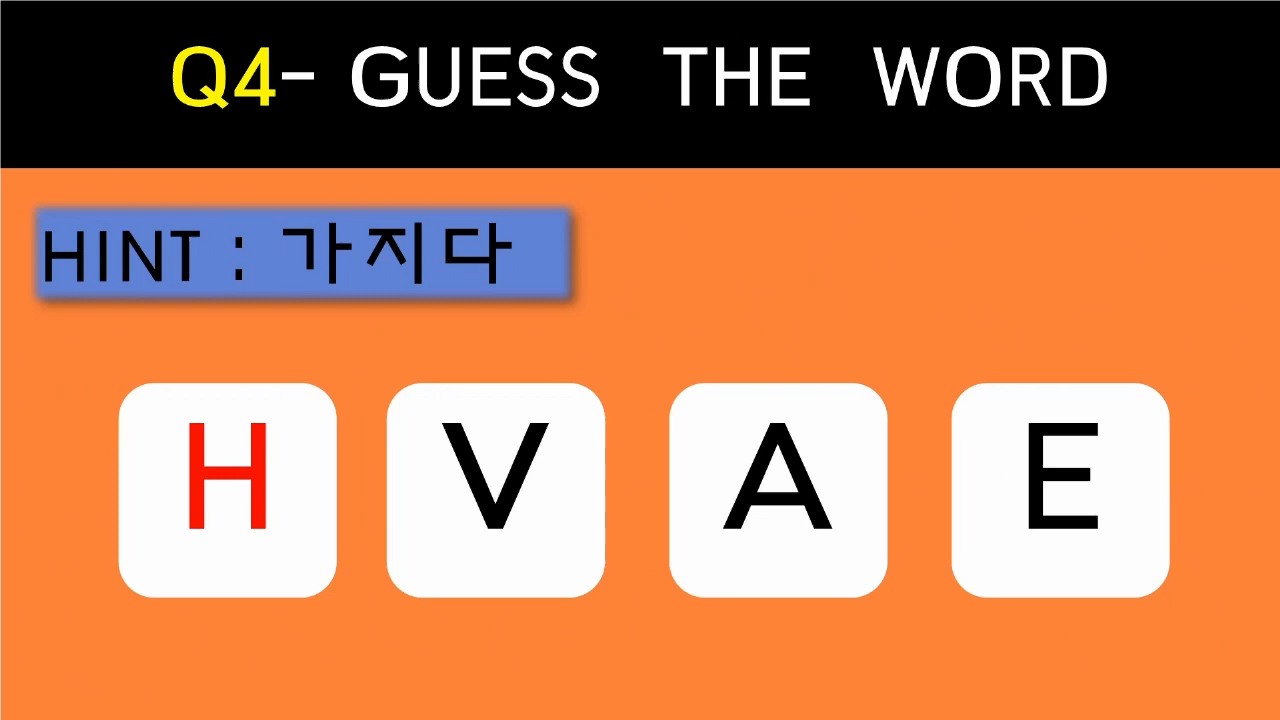 Q4- GUESS THE WORD
HINT : 가지다
H V A E